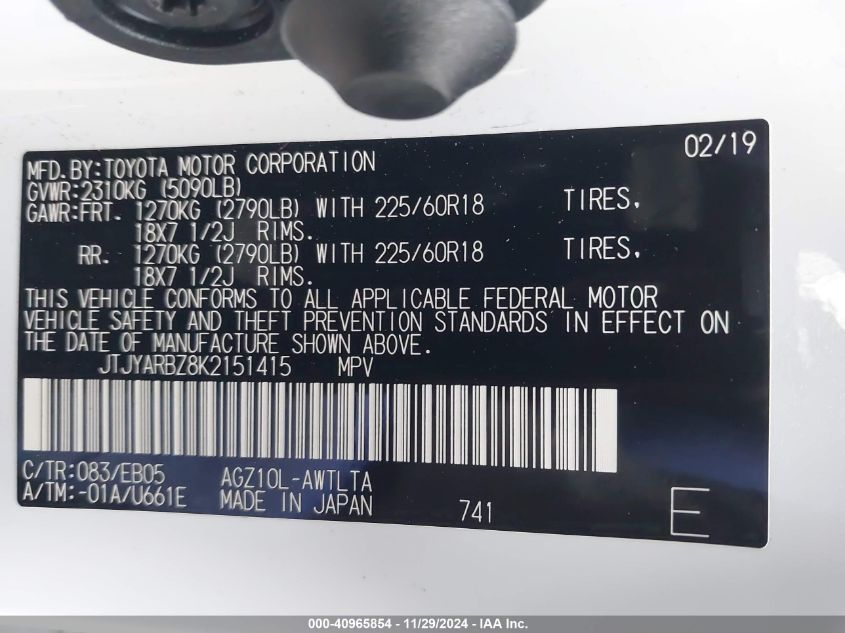 02/19
MFD.BY:TOYOTA MOTOR CORPORATION
GVWR:2310KG (5090LB)
GAWR:FRT. 1270KG (2790LB) WITH 225/60R18 TIRES,
18X7 1/2J RIMS.
RR. 1270KG (2790LB) WITH 225/60R18 TIRES,
18X7 1/2J RIMS.
THIS VEHICLE CONFORMS TO ALL APPLICABLE FEDERAL MOTOR
VEHICLE SAFETY AND THEFT PREVENTION STANDARDS IN EFFECT ON
THE DATE OF MANUFACTURE SHOWN ABOVE.
JTJYARBZ8K2151415 MPV
C/TR:083/EB05 AGZ10L-AWTLTA
A/TM:-01A/U661E MADE IN JAPAN 741 E
000-40965854 - 11/29/2024 - IAA Inc.